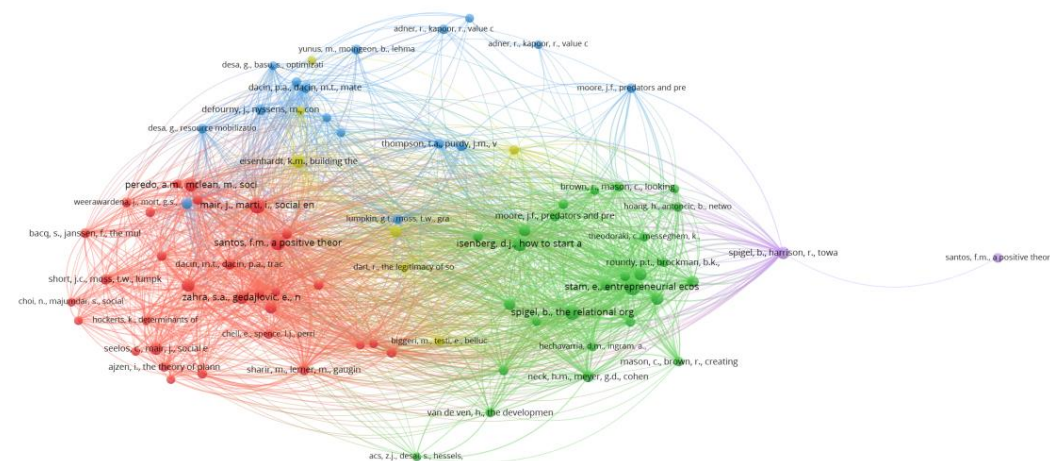 adner, r., kapoor, r., value c
adner, r., kapoor, r., value c
yunus, m., moingeon, b., lehma
desa, g., basu, s., optimizati
dacin, p.a., dacin, m.t., mate
moore, j.f., predators and pre
defourny, j., nyssens, m., con
desa, g., resource mobilizatio
thompson, t.a., purdy, j.m., v
eisenhardt, k.m., building the
peredo, a.m., mclean, m., soci
brown, r., mason, c., looking
weerawardena, j., mort, g.s.,
mair, j., marti, i., social en
hoang, h., antoncic, b., netwo
lumpkin, g.t., moss, t.w., gra
moore, j.f., predators and pre
bacq, s., janssen, f., the mul
santos, f.m., a positive theor
isenberg, d.j., how to start a
theodoraki, c., messeghem, k.,
spigel, b., harrison, r., towa
santos, f.m., a positive theor
dacin, m.t., dacin, p.a., trac
dart, r., the legitimacy of so
roundy, p.t., brockman, b.k.,
short, j.c., moss, t.w., lumpk
stam, e., entrepreneurial ecos
zahra, s.a., gedajlovic, e., n
choi, n., majumdar, s., social
spigel, b., the relational org
hockerts, k., determinants of
chell, e., spence, l.j., perri
biggeri, m., testi, e., belluc
hechavarria, d.m., ingram, a.,
seelos, c., mair, j., social e
mason, c., brown, r., creating
ajzen, i., the theory of plann
sharir, m., lerner, m., gaugin
neck, h.m., meyer, g.d., cohen
van de ven, h., the developmen
acs, z.j., desai, s., hessels,